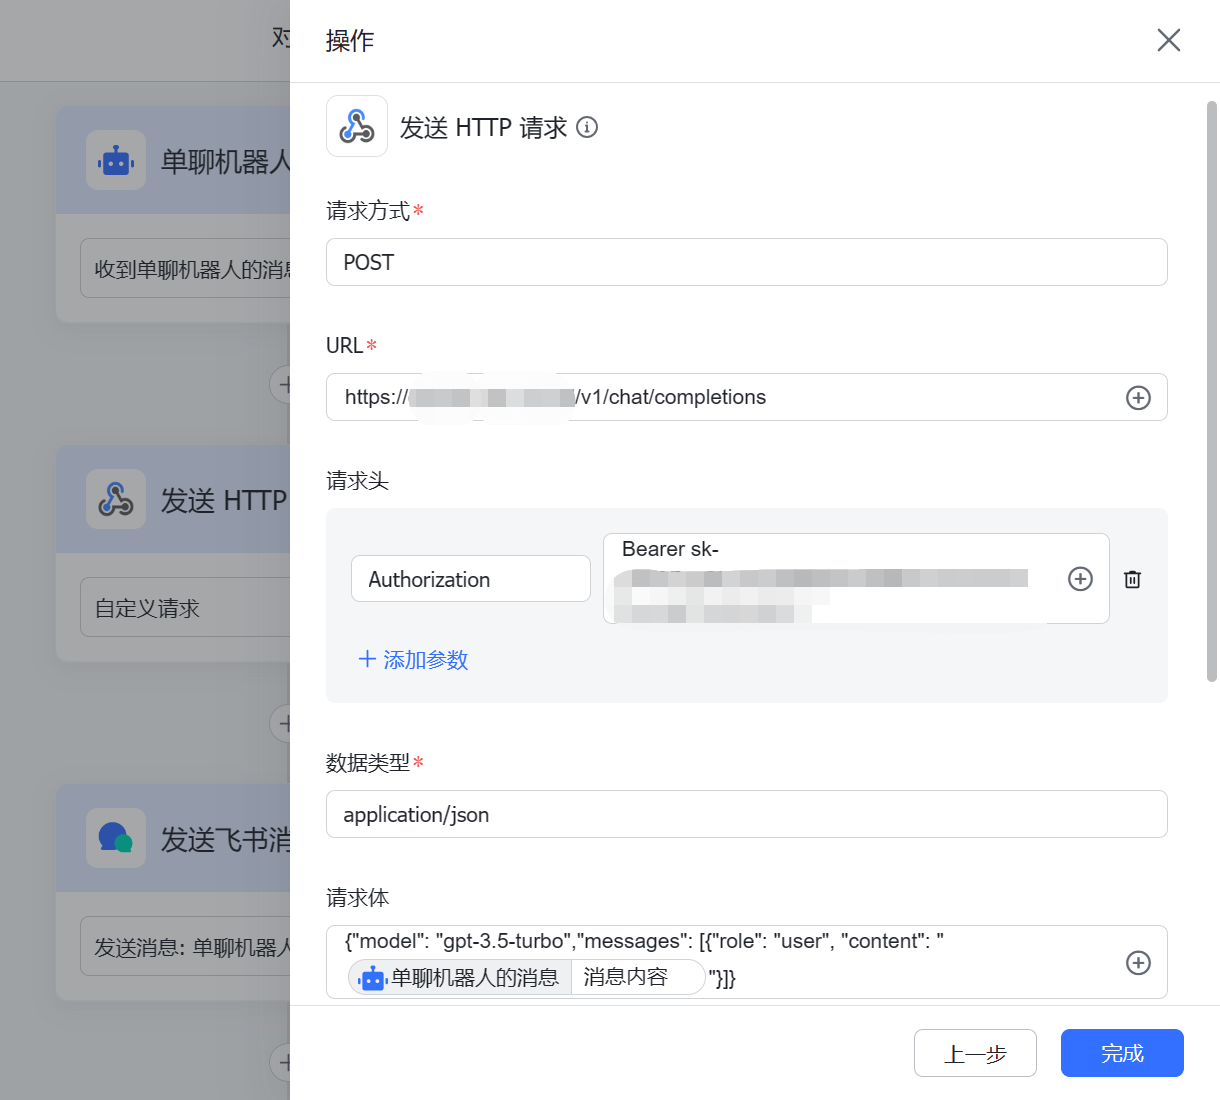 对
操作
发送 HTTP 请求
单聊机器人
收到单聊机器人的消息
发送 HTTP
自定义请求
发送飞书消
发送消息: 单聊机器人
请求方式*
POST
URL*
https:// /v1/chat/completions
请求头
Authorization
Bearer sk-
添加参数
数据类型*
application/json
请求体
{"model": "gpt-3.5-turbo","messages": [{"role": "user", "content": "
单聊机器人的消息 消息内容 "}]}
上一步
完成